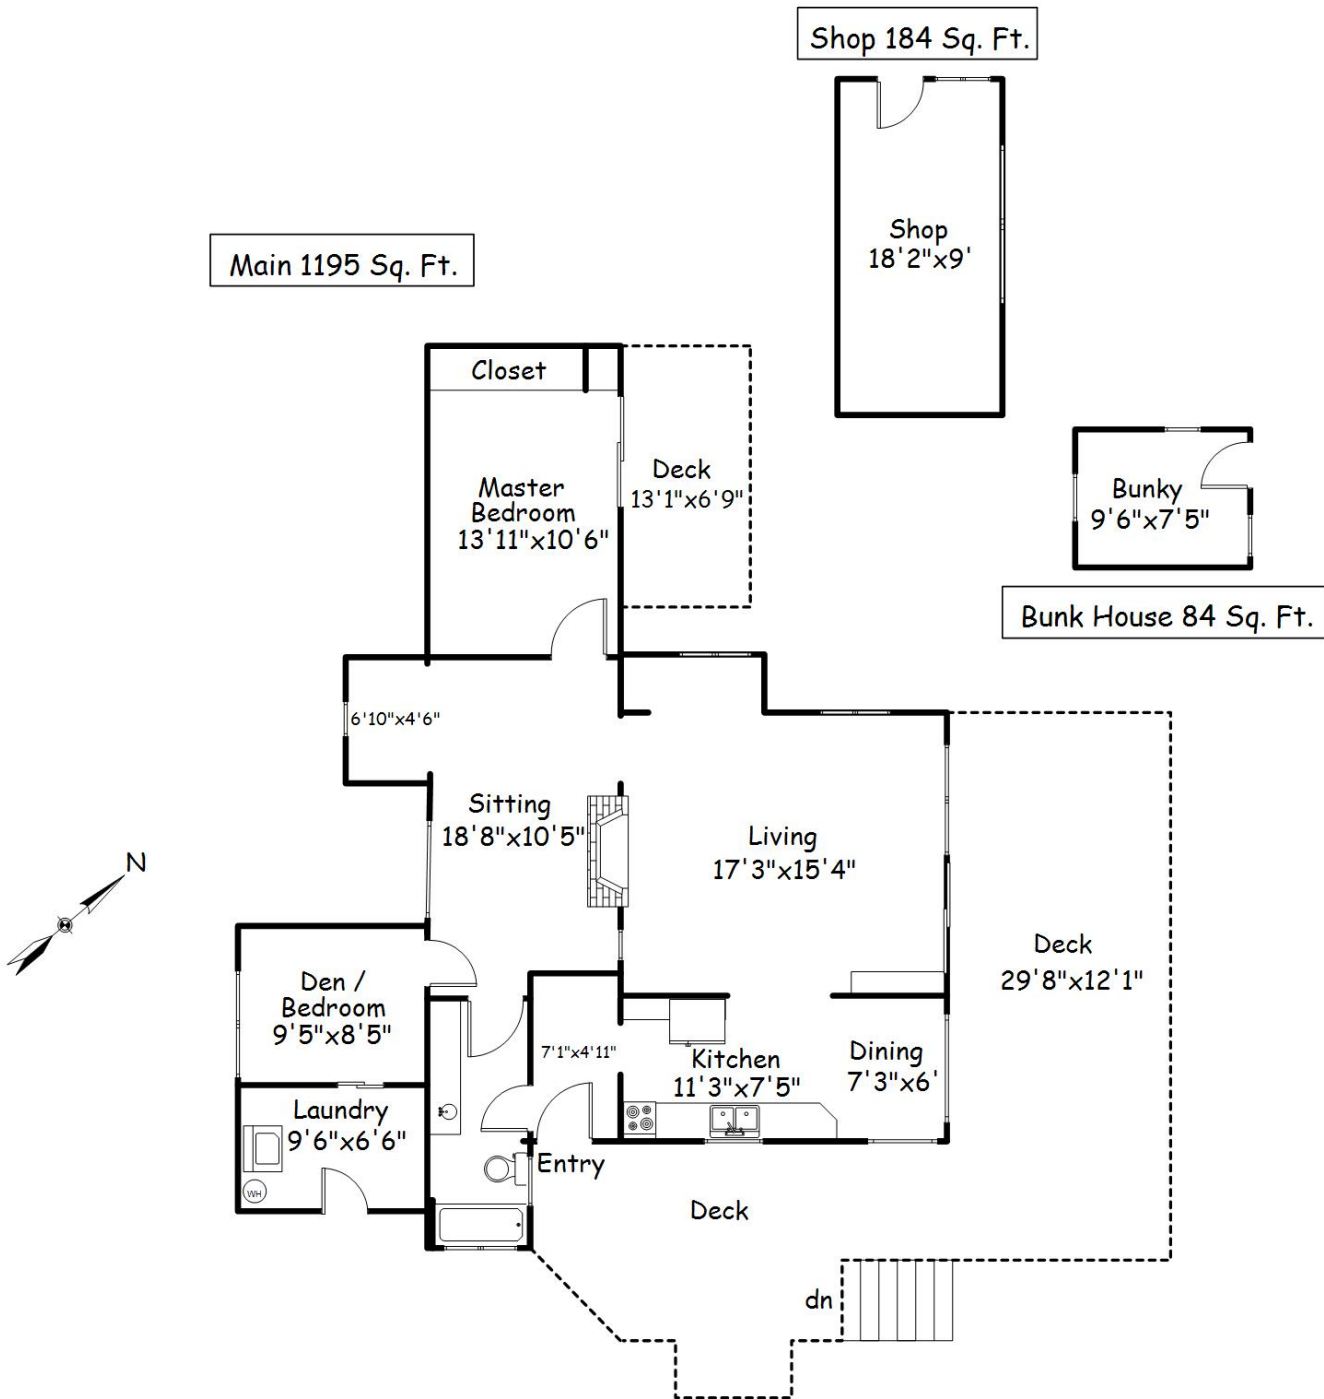 Shop 184 Sq. Ft.
Shop
18'2"x9'
Main 1195 Sq. Ft.
Closet
Master
Bedroom
13'11"x10'6"
Deck
13'1"x6'9"
Bunky
9'6"x7'5"
Bunk House 84 Sq. Ft.
6'10"x4'6"
Sitting
18'8"x10'5"
Living
17'3"x15'4"
N
Deck
29'8"x12'1"
Den /
Bedroom
9'5"x8'5"
7'1"x4'11"
Kitchen
11'3"x7'5"
Dining
7'3"x6'
Laundry
9'6"x6'6"
WH
Entry
Deck
dn